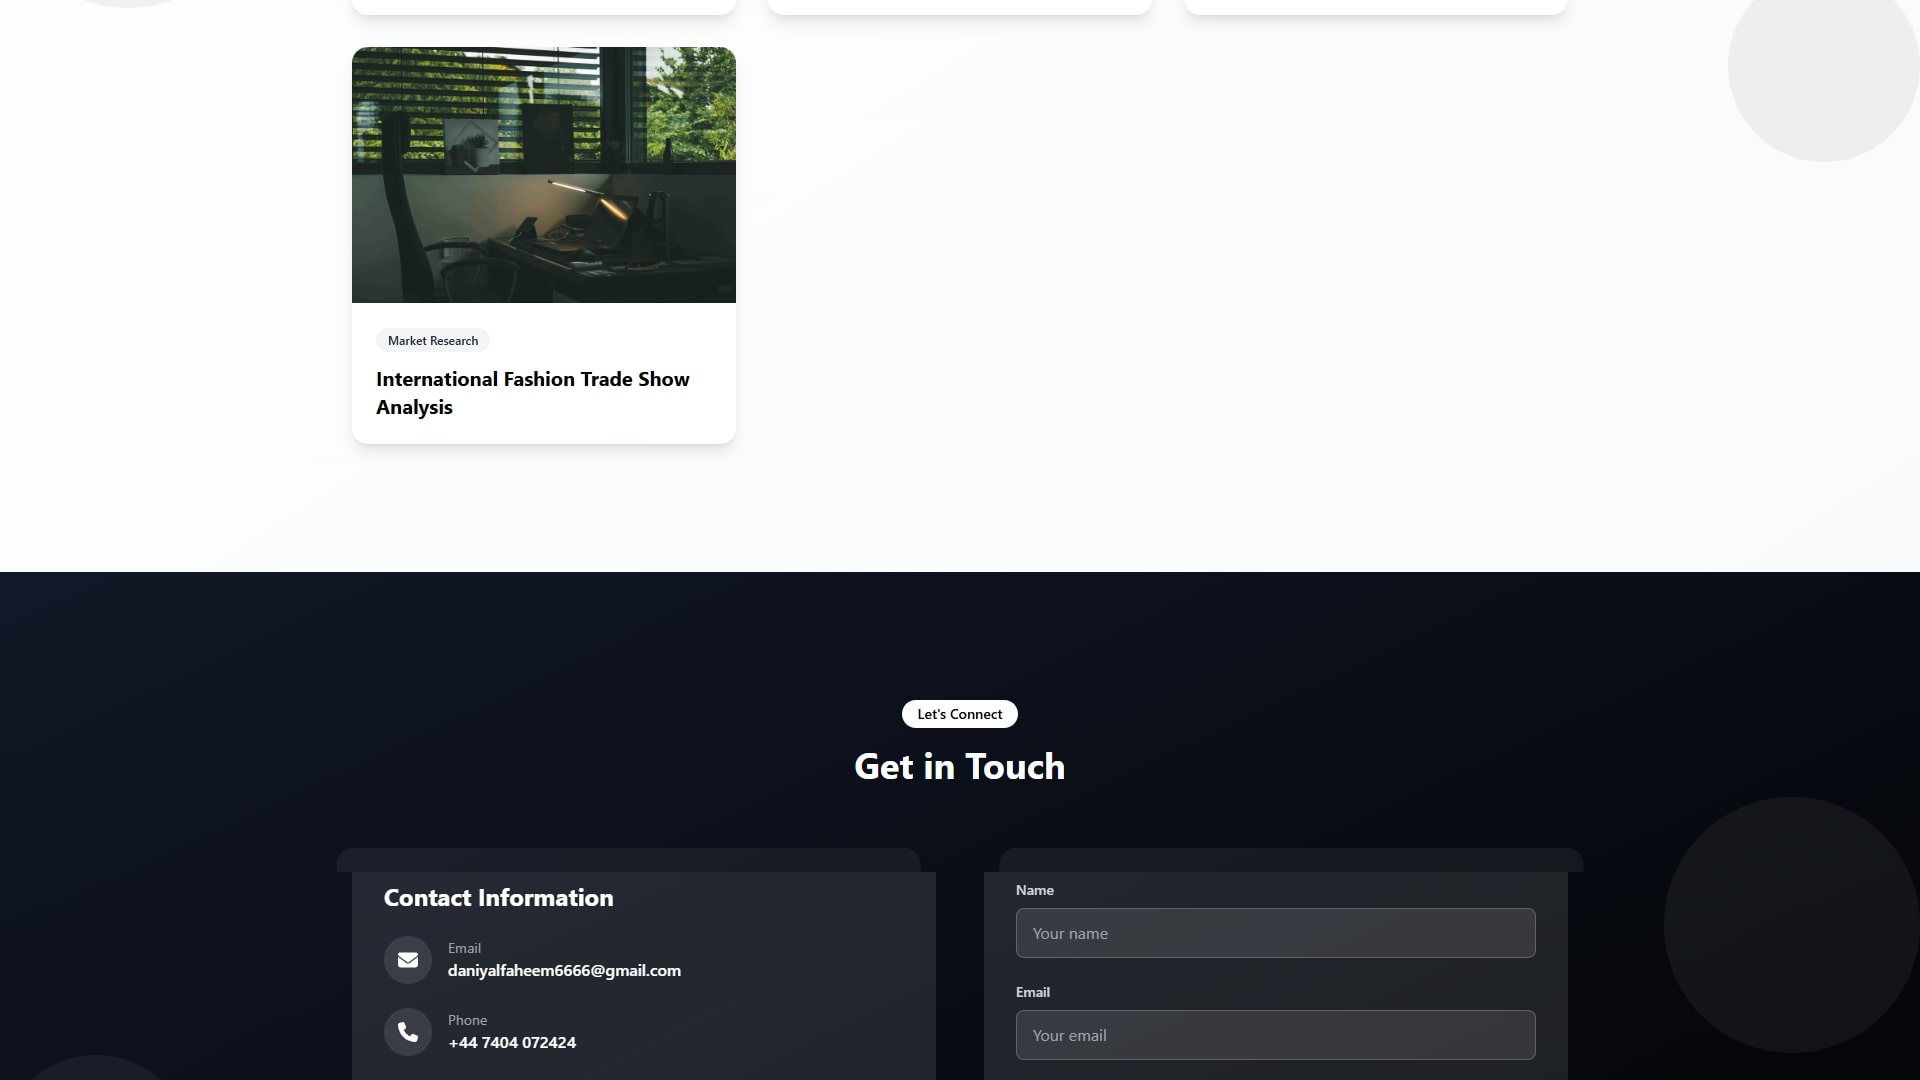 Market Research
International Fashion Trade Show
Analysis
Let's Connect
Get in Touch
Contact Information
Email
daniyalfaheem6666@gmail.com
Phone
+44 7404 072424
Name
Your name
Email
Your email